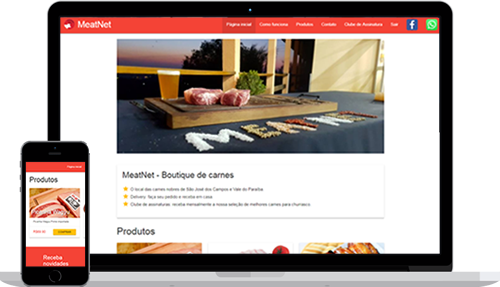 MeatNet
Página inicial Como funciona Produtos Contato Clube de Assinatura Sair
MEATNET
MeatNet - Boutique de carnes
O local das carnes nobres de São José dos Campos e Vale do Paraíba
Delivery: faça seu pedido e receba em casa
Clube de assinaturas: receba mensalmente a nossa seleção de melhores carnes para churrasco
Produtos
Página inicial
Produtos
Receba
novidades